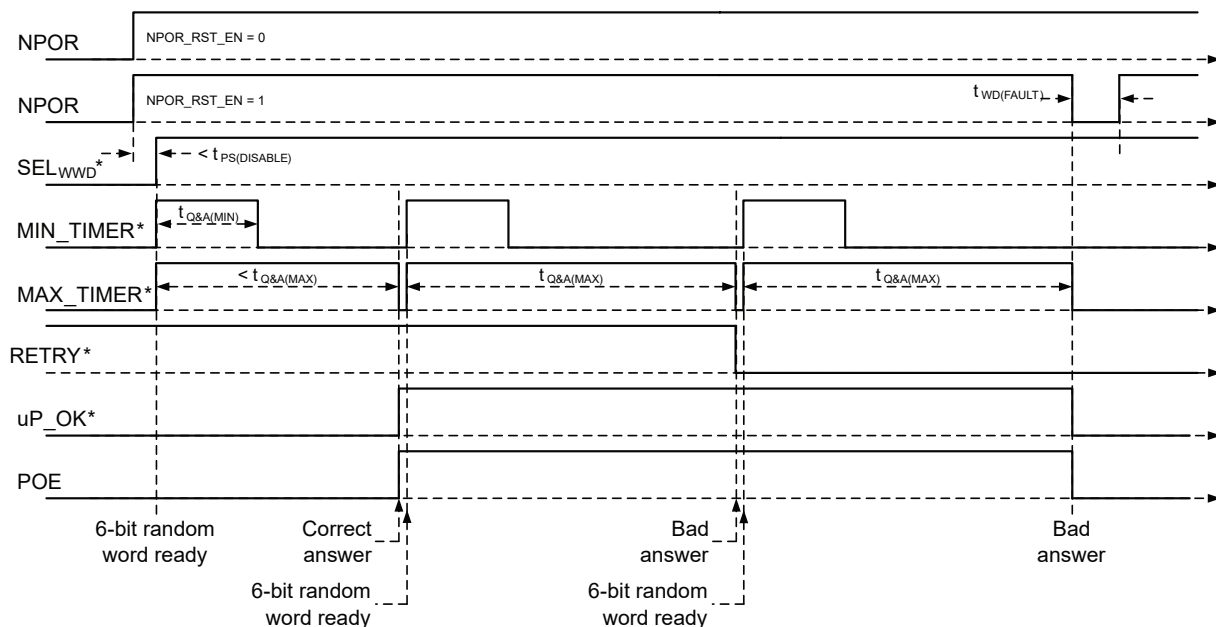 NPOR
NPOR_RST_EN = 0
NPOR
NPOR_RST_EN = 1
tWD(FAULT)
SELWWD*
< tPS(DISABLE)
MIN_TIMER*
tQ&A(MIN)
MAX_TIMER*
< tQ&A(MAX)
tQ&A(MAX)
tQ&A(MAX)
RETRY*
uP_OK*
POE
6-bit random
word ready
Correct
answer
6-bit random
word ready
Bad
answer
6-bit random
word ready
Bad
answer